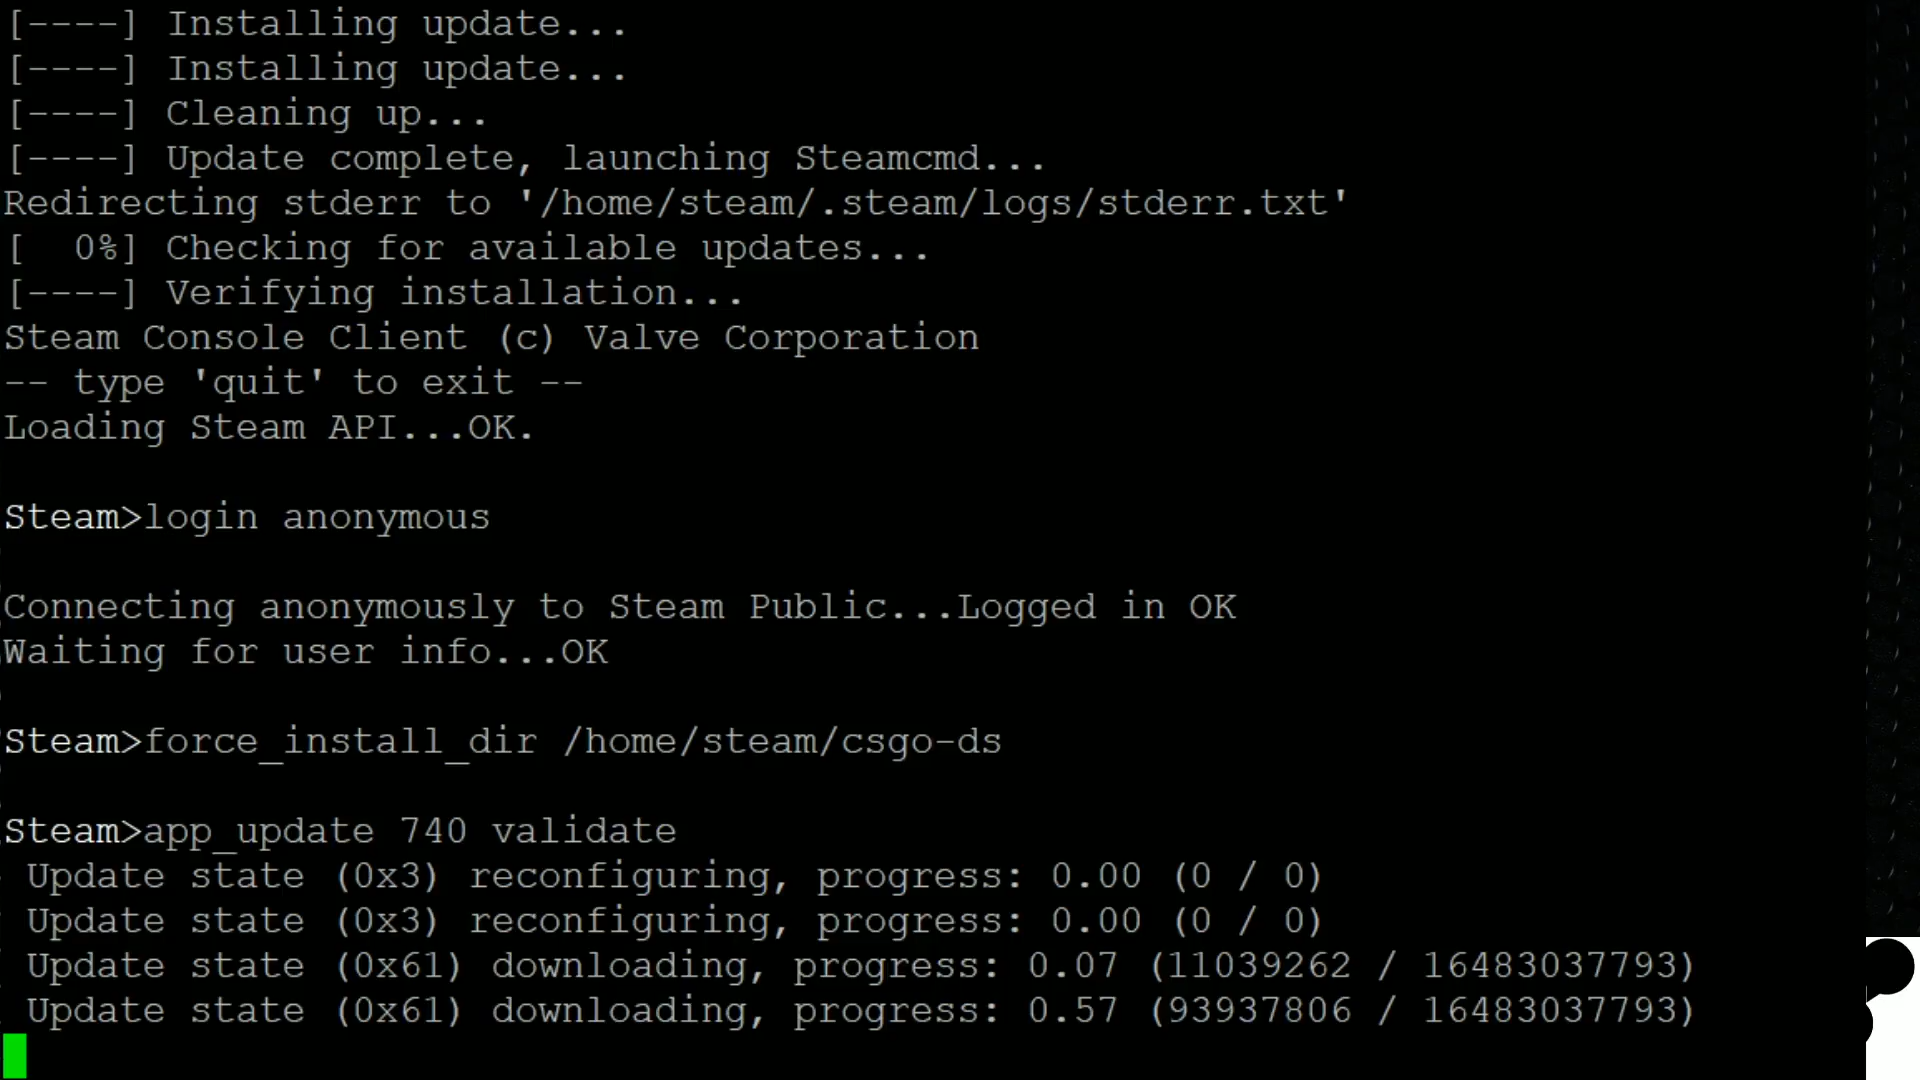 [----] Installing update...
[----] Installing update...
[----] Cleaning up...
[----] Update complete, launching Steamcmd...
Redirecting stderr to '/home/steam/.steam/logs/stderr.txt'
[  0%] Checking for available updates...
[----] Verifying installation...
Steam Console Client (c) Valve Corporation
-- type 'quit' to exit --
Loading Steam API...OK.
Steam>login anonymous
Connecting anonymously to Steam Public...Logged in OK
Waiting for user info...OK
Steam>force_install_dir /home/steam/csgo-ds
Steam>app_update 740 validate
Update state (0x3) reconfiguring, progress: 0.00 (0 / 0)
Update state (0x3) reconfiguring, progress: 0.00 (0 / 0)
Update state (0x61) downloading, progress: 0.07 (11039262 / 16483037793)
Update state (0x61) downloading, progress: 0.57 (93937806 / 16483037793)